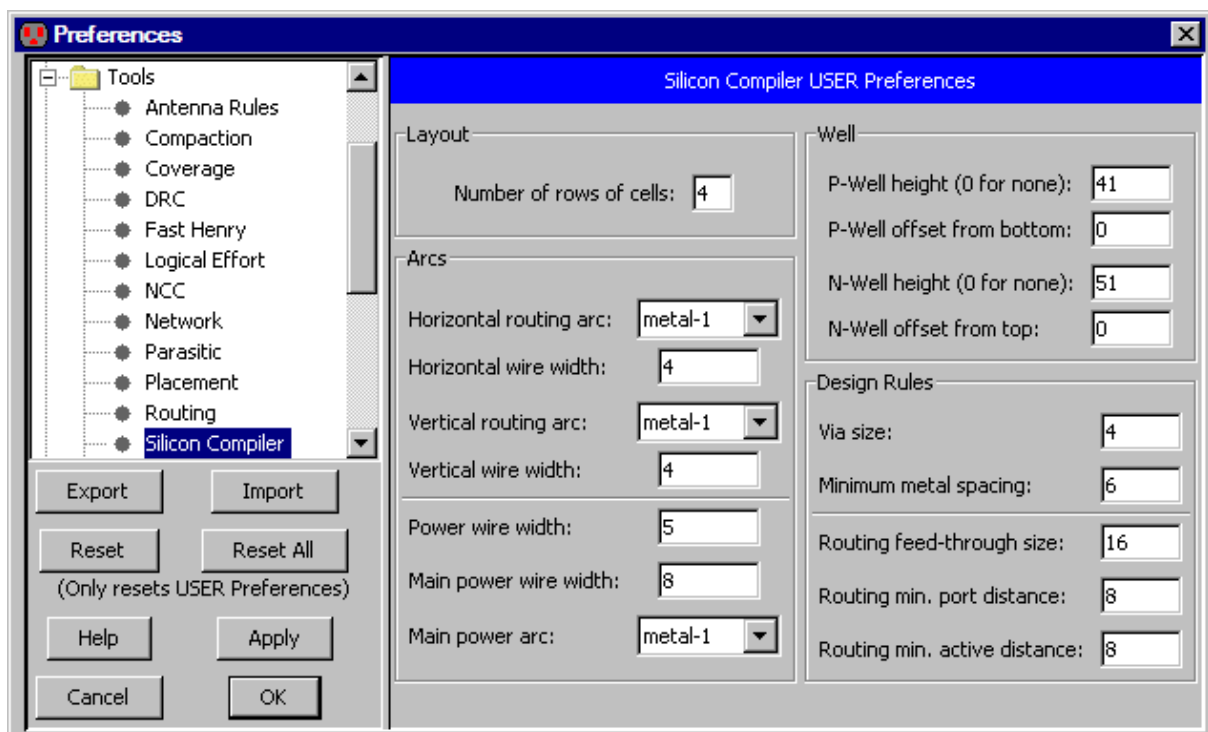 Preferences
Tools
Antenna Rules
Compaction
Coverage
DRC
Fast Henry
Logical Effort
NCC
Network
Parasitic
Placement
Routing
Silicon Compiler
Export Import
Reset Reset All
(Only resets USER Preferences)
Help Apply
Cancel OK
Silicon Compiler USER Preferences
Layout
Number of rows of cells: 4
Arcs
Horizontal routing arc: metal-1
Horizontal wire width: 4
Vertical routing arc: metal-1
Vertical wire width: 4
Power wire width: 5
Main power wire width: 8
Main power arc: metal-1
Well
P-Well height (0 for none): 41
P-Well offset from bottom: 0
N-Well height (0 for none): 51
N-Well offset from top: 0
Design Rules
Via size: 4
Minimum metal spacing: 6
Routing feed-through size: 16
Routing min. port distance: 8
Routing min. active distance: 8